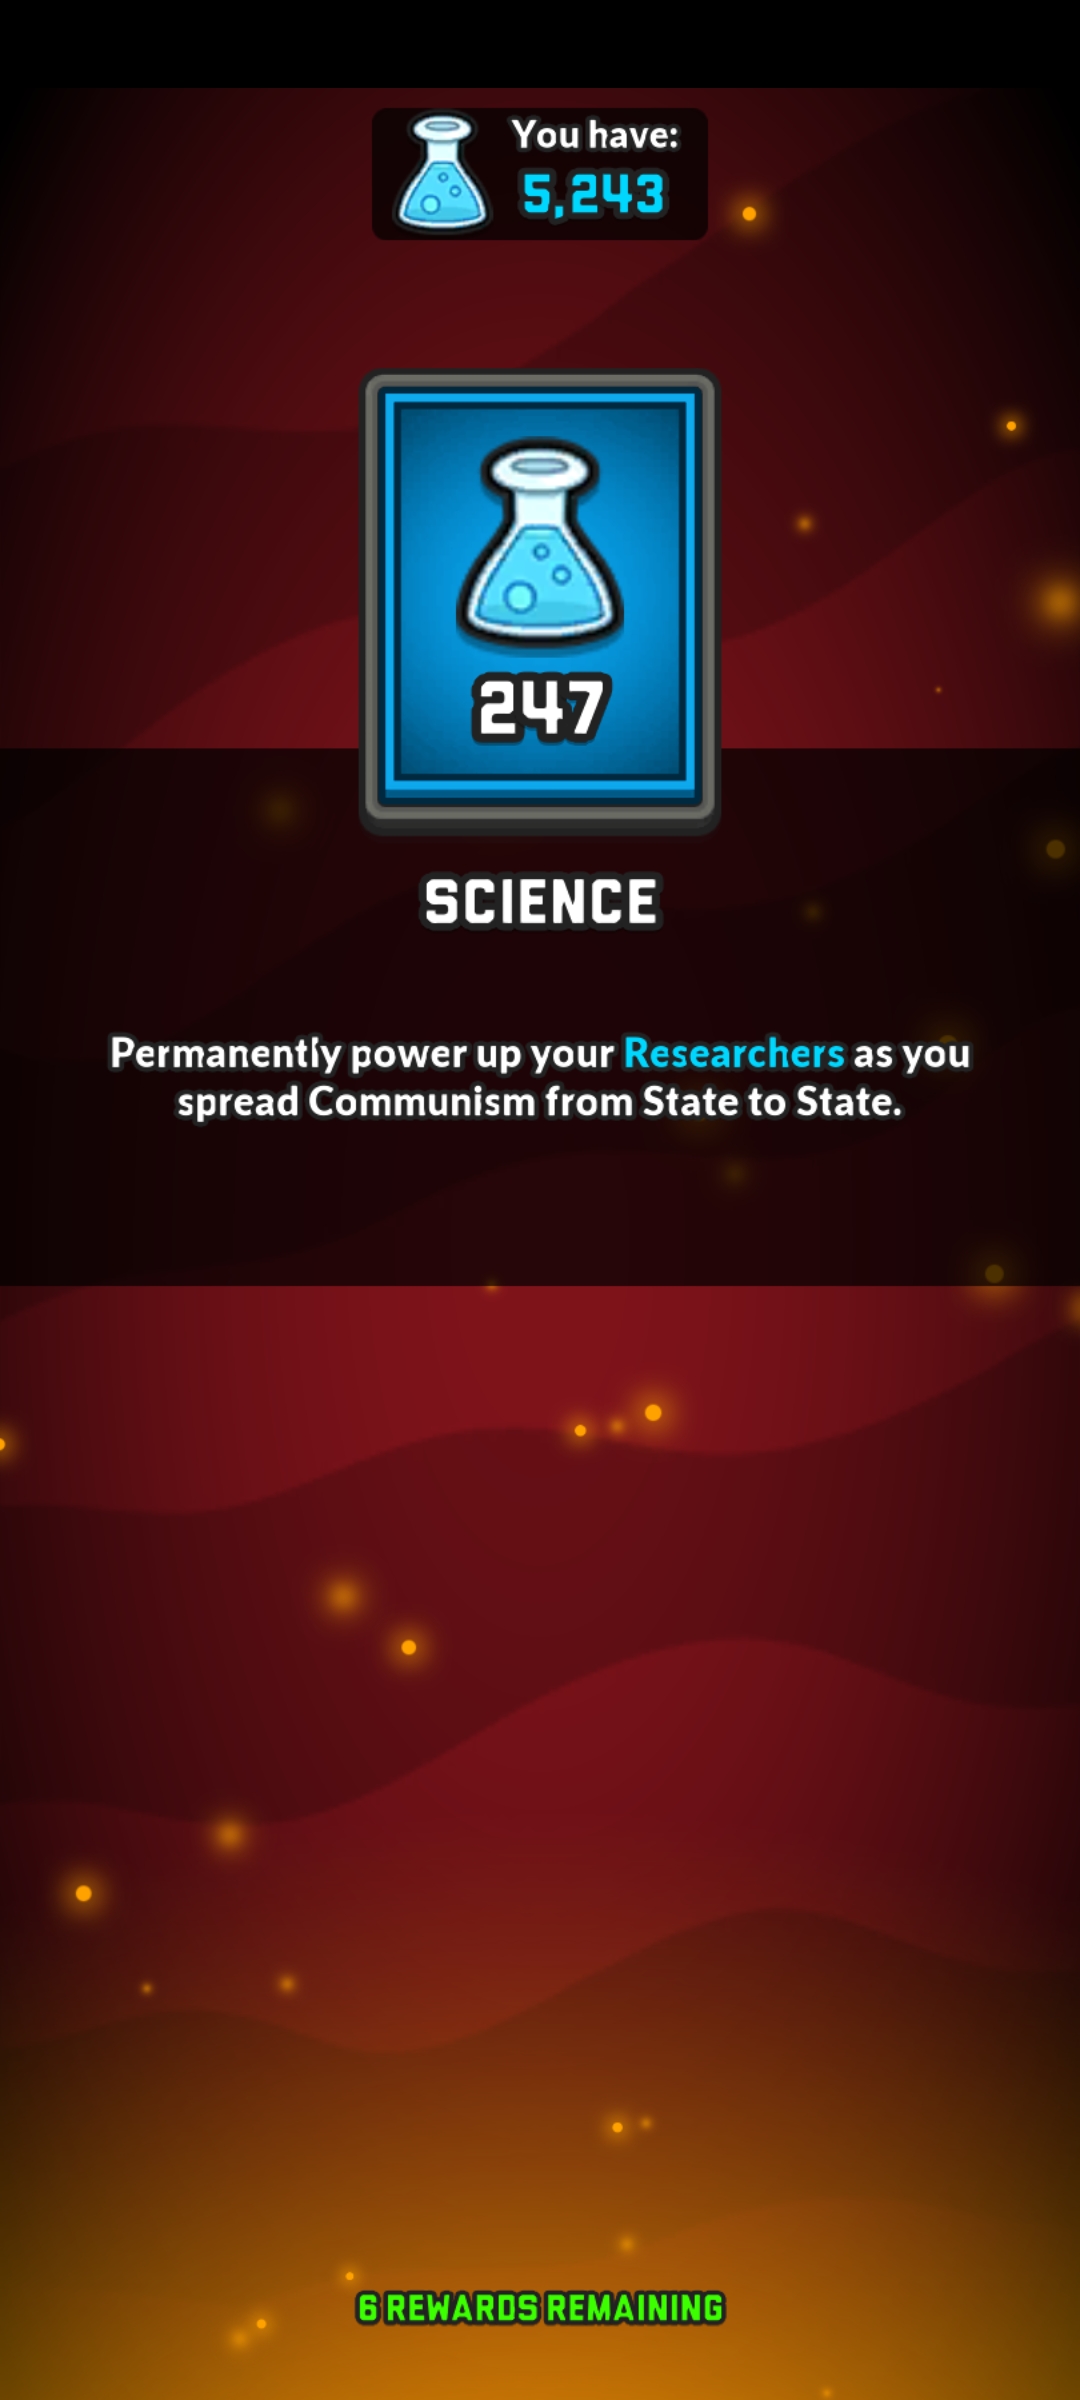 You have:
5,243
247
SCIENCE
Permanently power up your Researchers as you
spread Communism from State to State.
6 REWARDS REMAINING